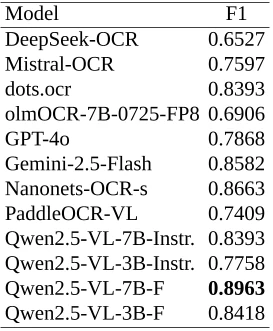 Model F1
DeepSeek-OCR 0.6527
Mistral-OCR 0.7597
dots.ocr 0.8393
olmOCR-7B-0725-FP8 0.6906
GPT-4o 0.7868
Gemini-2.5-Flash 0.8582
Nanonets-OCR-s 0.8663
PaddleOCR-VL 0.7409
Qwen2.5-VL-7B-Instr. 0.8393
Qwen2.5-VL-3B-Instr. 0.7758
Qwen2.5-VL-7B-F 0.8963
Qwen2.5-VL-3B-F 0.8418